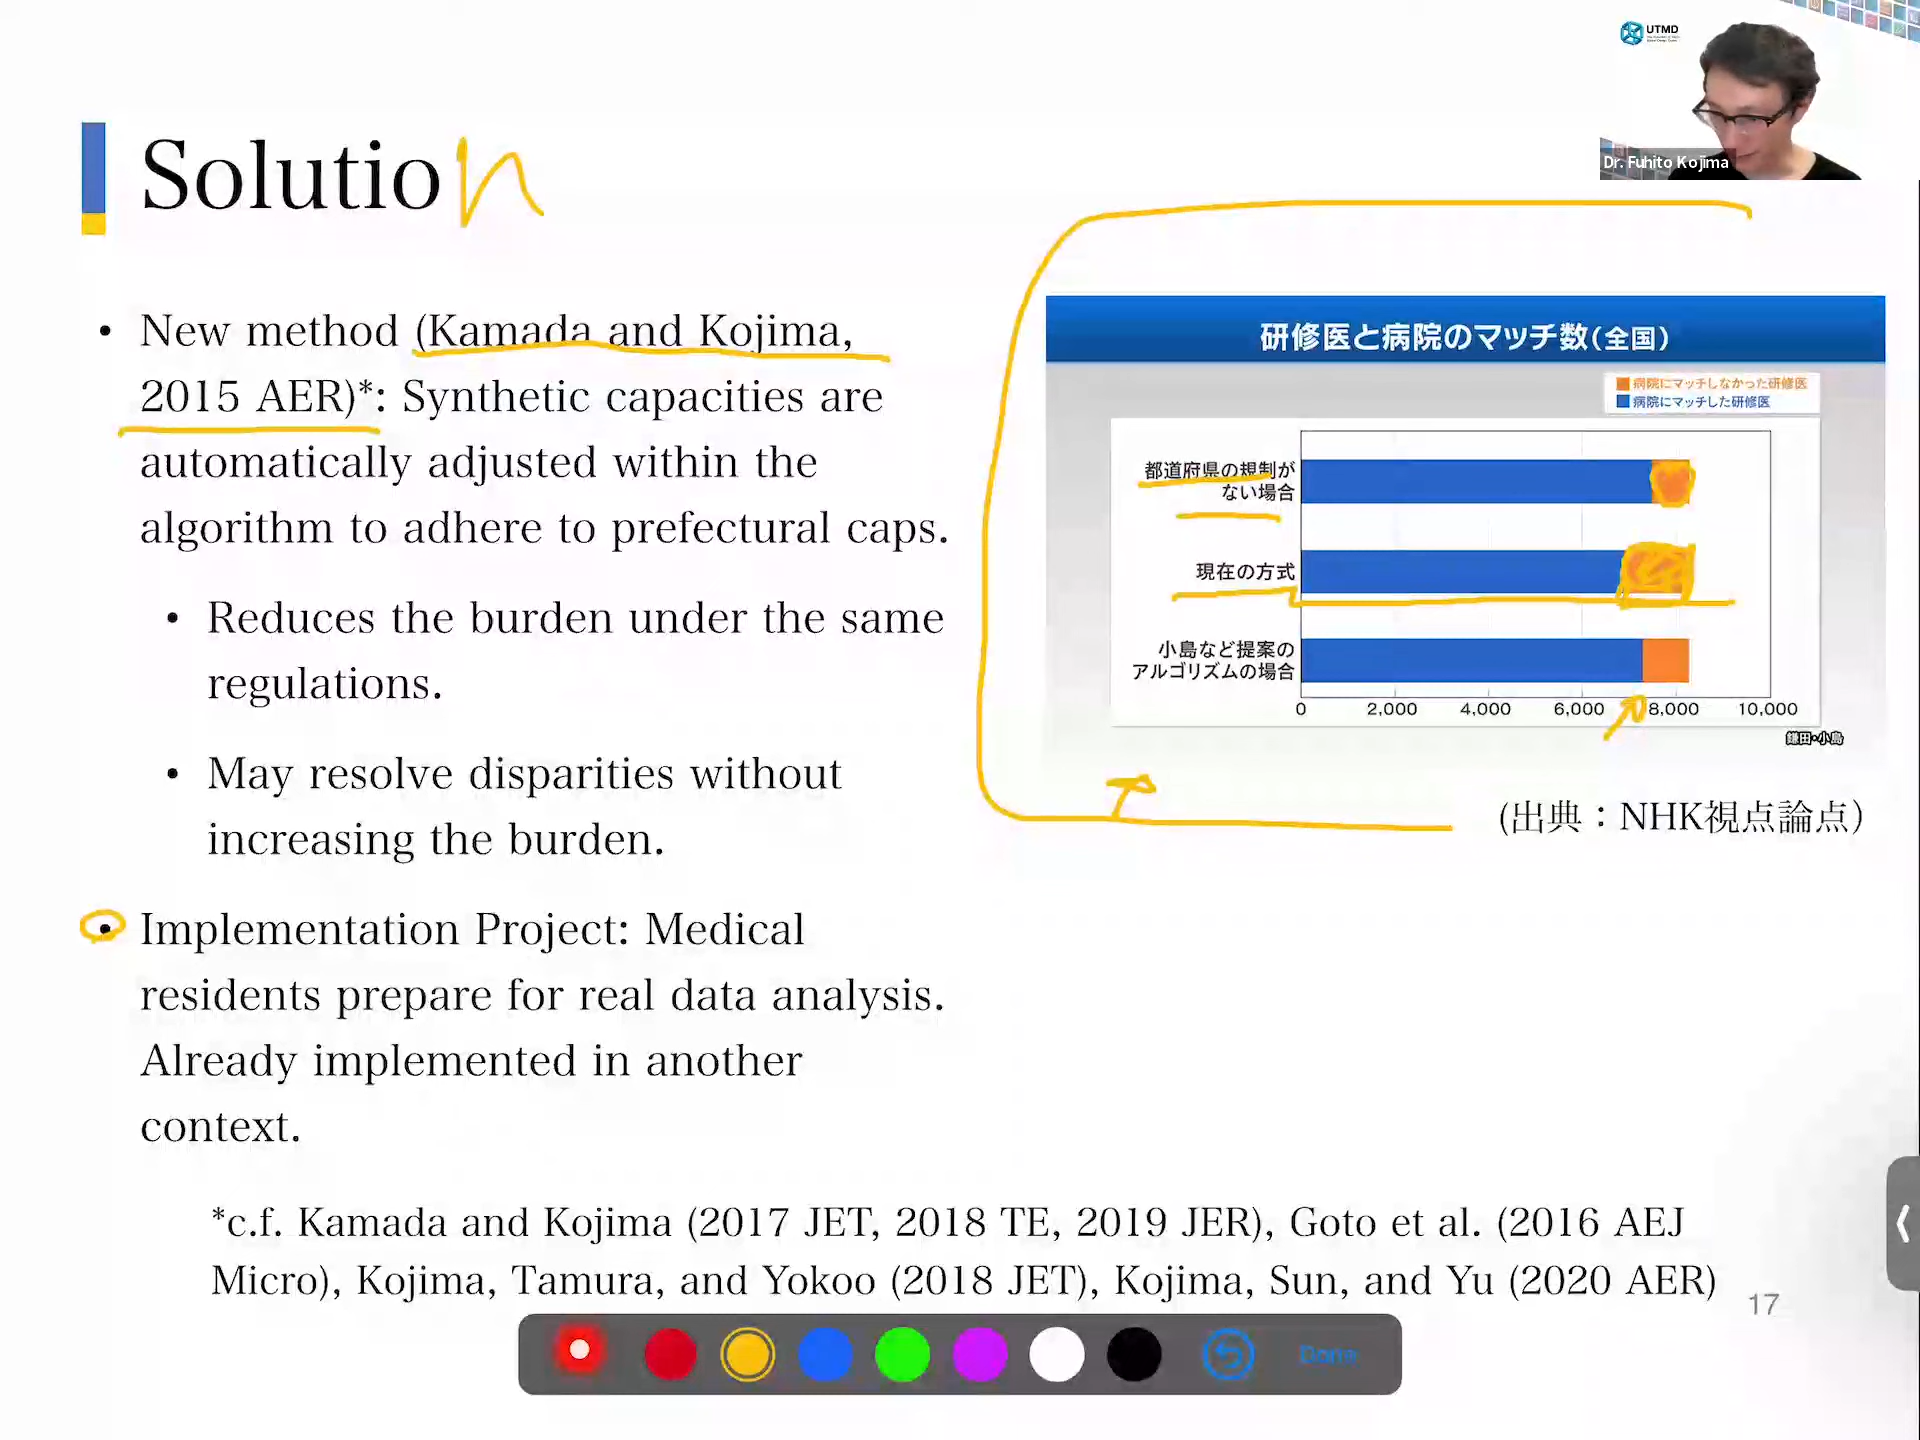 UTMD
Dr. Fuhito Kojima
Solution
• New method (Kamada and Kojima,
2015 AER)*: Synthetic capacities are
automatically adjusted within the
algorithm to adhere to prefectural caps.
• Reduces the burden under the same
regulations.
• May resolve disparities without
increasing the burden.
• Implementation Project: Medical
residents prepare for real data analysis.
Already implemented in another
context.
研修医と病院のマッチ数(全国)
病院にマッチしなかった研修医
病院にマッチした研修医
都道府県の規制が
ない場合
現在の方式
小島など提案の
アルゴリズムの場合
0 2,000 4,000 6,000 8,000 10,000
鎌田・小島
(出典：NHK視点論点)
*c.f. Kamada and Kojima (2017 JET, 2018 TE, 2019 JER), Goto et al. (2016 AEJ
Micro), Kojima, Tamura, and Yokoo (2018 JET), Kojima, Sun, and Yu (2020 AER)
17
Done